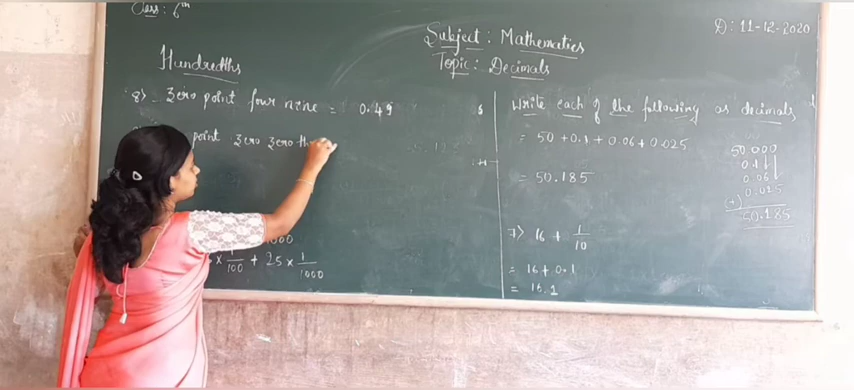 Class: 6th
D: 11-12-2020
Subject: Mathematics
Topic: Decimals
Hundredths
8) Zero point four nine = 0.49
point zero zero th
000
× 1/100 + 25 × 1/1000
Write each of the following as decimals
= 50 + 0.1 + 0.06 + 0.025
= 50.185
7) 16 + 1/10
= 16 + 0.1
= 16.1
50.000
0.1
0.06
0.025
(+)
50.185